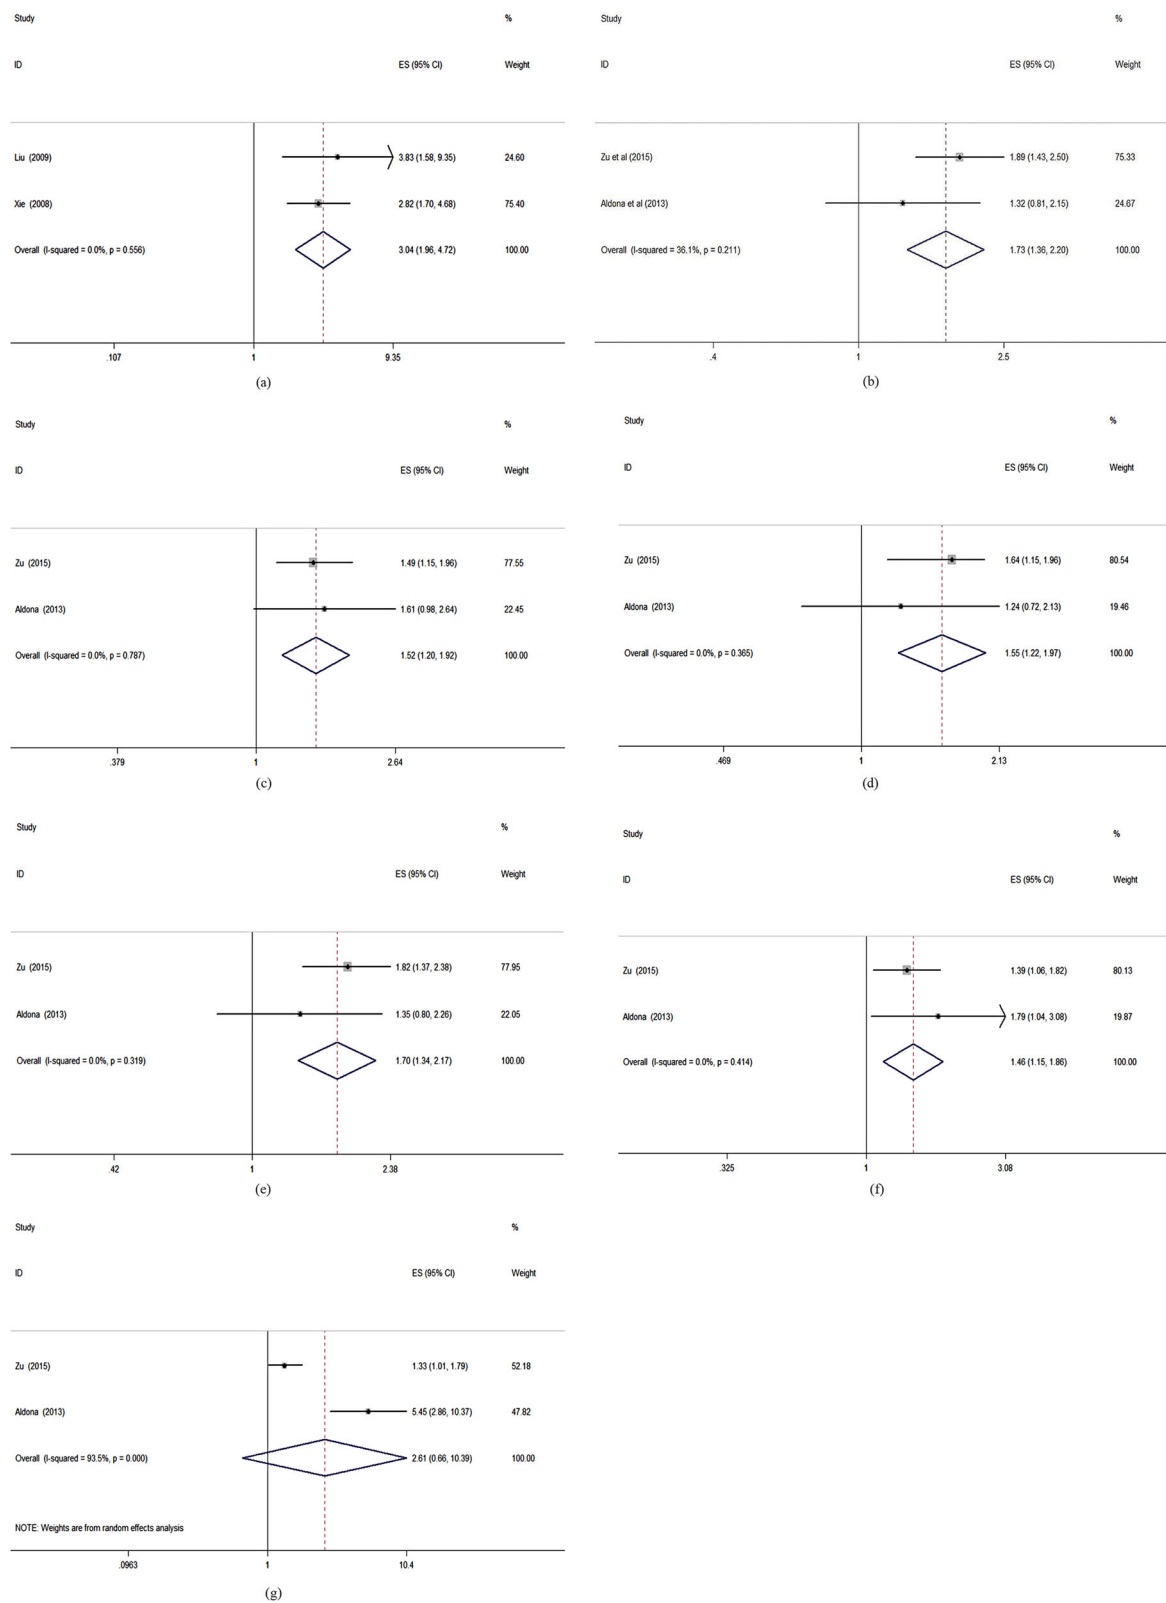 Study %
ID ES (95% CI) Weight
Liu (2009) 3.83 (1.58, 9.35) 24.60
Xie (2008) 2.82 (1.70, 4.68) 75.40
Overall (I-squared = 0.0%, p = 0.556) 3.04 (1.96, 4.72) 100.00
.107 1 9.35
(a)
Study %
ID ES (95% CI) Weight
Zu et al (2015) 1.89 (1.43, 2.50) 75.33
Aldona et al (2013) 1.32 (0.81, 2.15) 24.67
Overall (I-squared = 36.1%, p = 0.211) 1.73 (1.36, 2.20) 100.00
.4 1 2.5
(b)
Study %
ID ES (95% CI) Weight
Zu (2015) 1.49 (1.15, 1.96) 77.55
Aldona (2013) 1.61 (0.98, 2.64) 22.45
Overall (I-squared = 0.0%, p = 0.787) 1.52 (1.20, 1.92) 100.00
.379 1 2.64
(c)
Study %
ID ES (95% CI) Weight
Zu (2015) 1.64 (1.15, 1.96) 80.54
Aldona (2013) 1.24 (0.72, 2.13) 19.46
Overall (I-squared = 0.0%, p = 0.365) 1.55 (1.22, 1.97) 100.00
.469 1 2.13
(d)
Study %
ID ES (95% CI) Weight
Zu (2015) 1.82 (1.37, 2.38) 77.95
Aldona (2013) 1.35 (0.80, 2.26) 22.05
Overall (I-squared = 0.0%, p = 0.319) 1.70 (1.34, 2.17) 100.00
.42 1 2.38
(e)
Study %
ID ES (95% CI) Weight
Zu (2015) 1.39 (1.06, 1.82) 80.13
Aldona (2013) 1.79 (1.04, 3.08) 19.87
Overall (I-squared = 0.0%, p = 0.414) 1.46 (1.15, 1.86) 100.00
.325 1 3.08
(f)
Study %
ID ES (95% CI) Weight
Zu (2015) 1.33 (1.01, 1.79) 52.18
Aldona (2013) 5.45 (2.86, 10.37) 47.82
Overall (I-squared = 93.5%, p = 0.000) 2.61 (0.66, 10.39) 100.00
NOTE: Weights are from random effects analysis
.0963 1 10.4
(g)